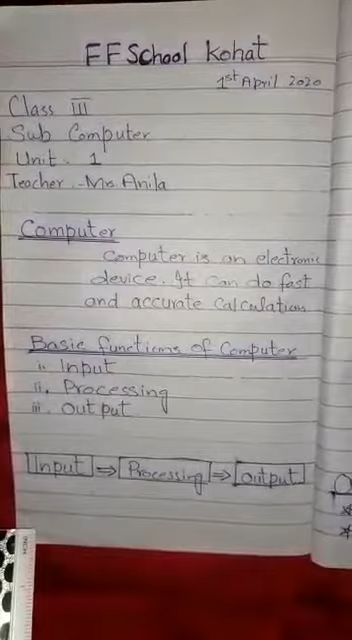 FF School Kohat
1st April 2020
Class III
Sub Computer
Unit. 1
Teacher.-Ms. Anila
Computer
Computer is an electronic
device. It can do fast
and accurate calculation
Basic functions of Computer
i. Input
ii. Processing
iii. output
Input ⇒ Processing ⇒ output
INCH